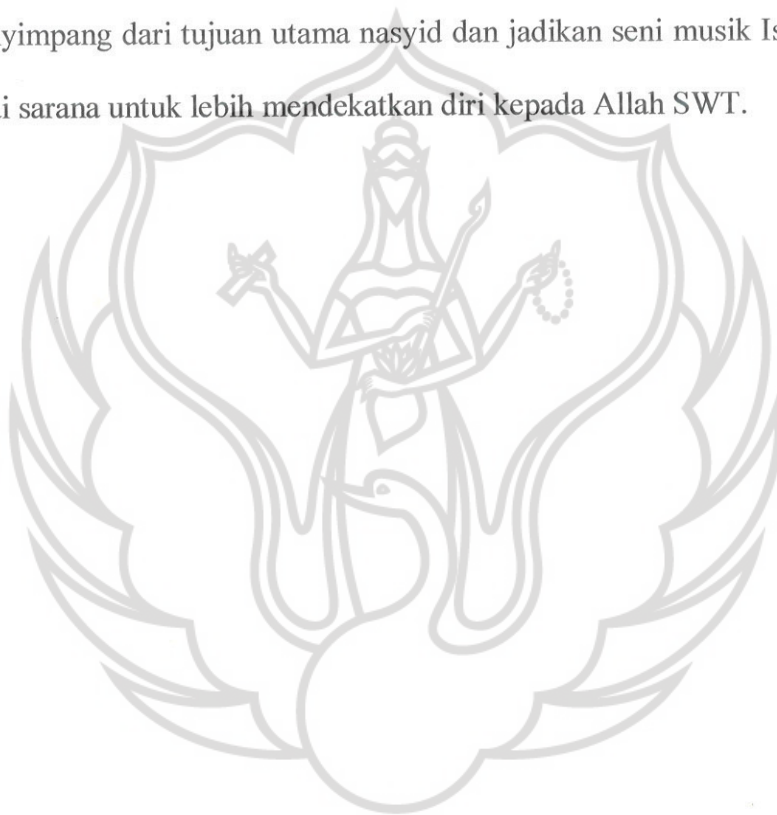 yimpang dari tujuan utama nasyid dan jadikan seni musik Is
i sarana untuk lebih mendekatkan diri kepada Allah SWT.